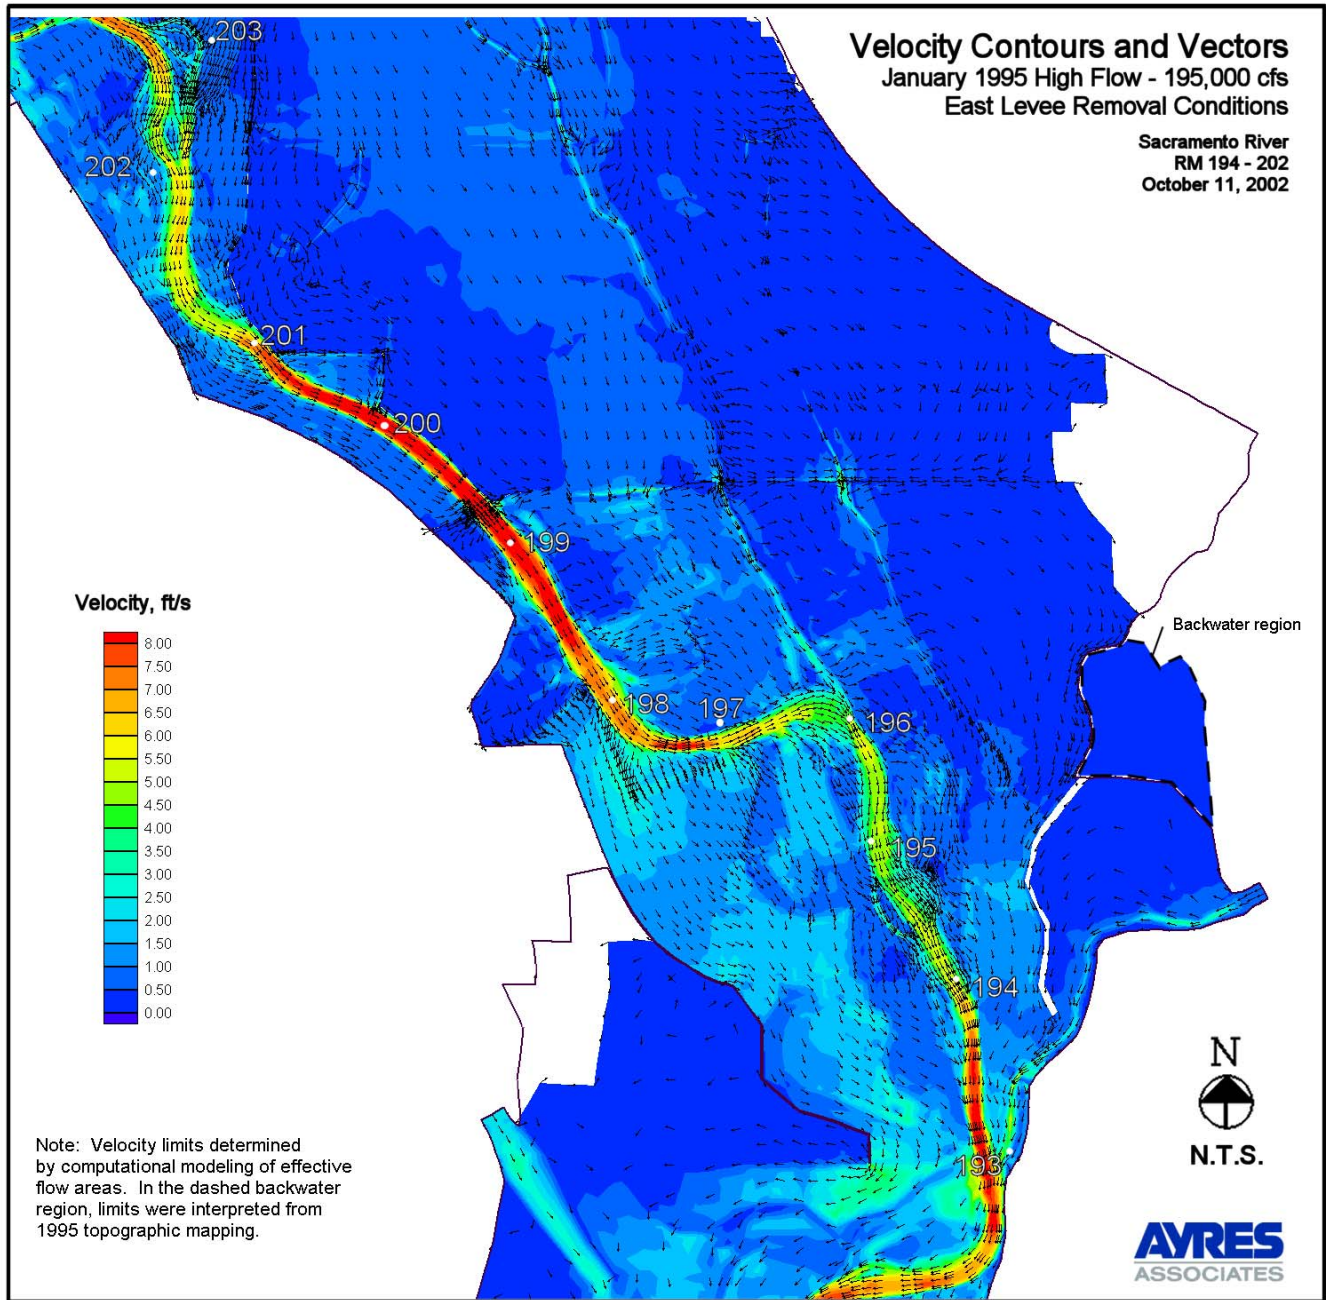 Velocity Contours and Vectors
January 1995 High Flow - 195,000 cfs
East Levee Removal Conditions
Sacramento River
RM 194 - 202
October 11, 2002
203
202
201
200
199
198
197
196
195
194
193
Backwater region
Velocity, ft/s
8.00
7.50
7.00
6.50
6.00
5.50
5.00
4.50
4.00
3.50
3.00
2.50
2.00
1.50
1.00
0.50
0.00
Note: Velocity limits determined
by computational modeling of effective
flow areas. In the dashed backwater
region, limits were interpreted from
1995 topographic mapping.
N
N.T.S.
AYRES
ASSOCIATES